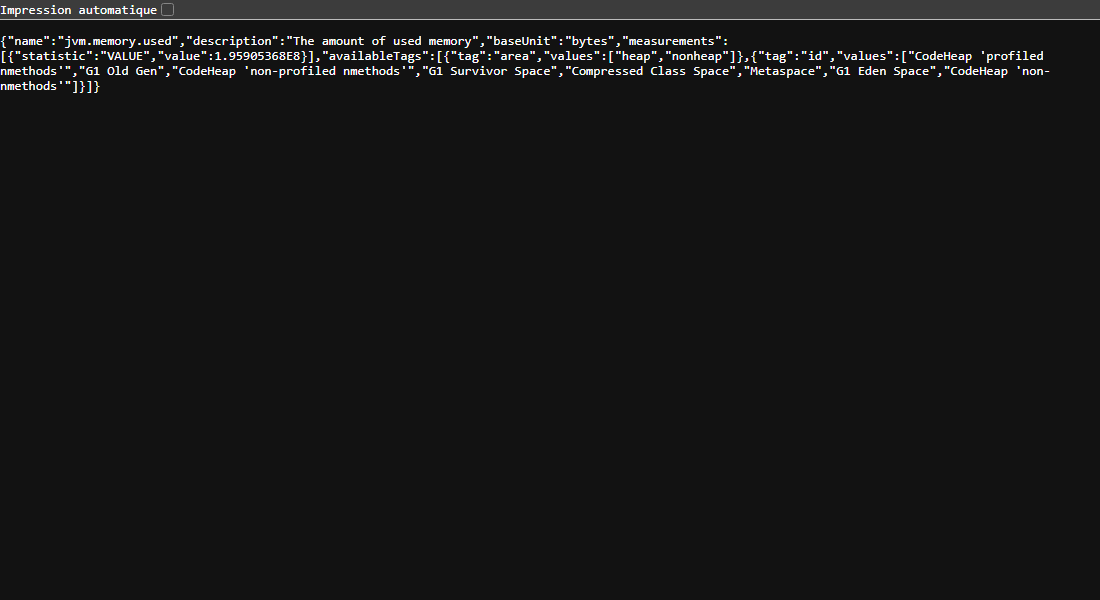 Impression automatique
{"name":"jvm.memory.used","description":"The amount of used memory","baseUnit":"bytes","measurements":
[{"statistic":"VALUE","value":1.95905368E8}],"availableTags":[{"tag":"area","values":["heap","nonheap"]},{"tag":"id","values":["CodeHeap 'profiled
nmethods'","G1 Old Gen","CodeHeap 'non-profiled nmethods'","G1 Survivor Space","Compressed Class Space","Metaspace","G1 Eden Space","CodeHeap 'non-
nmethods'"]}]}